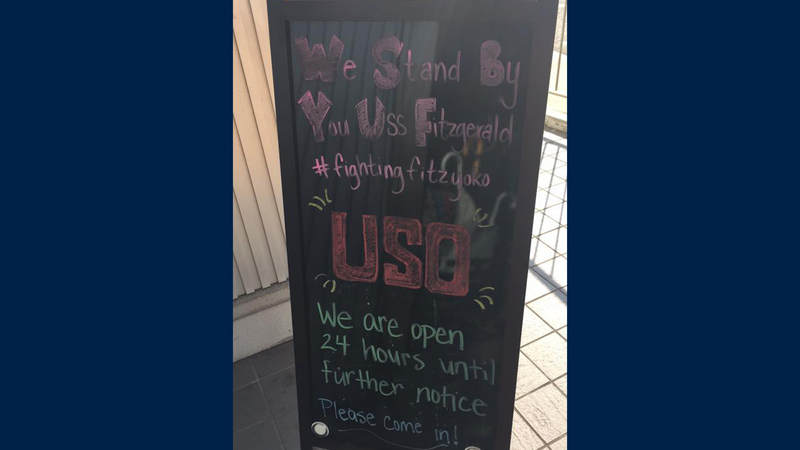 We Stand By
You Uss Fitzgerald
#fightingfitzyoko
USO
We are open
24 hours until
further notice
Please come in!